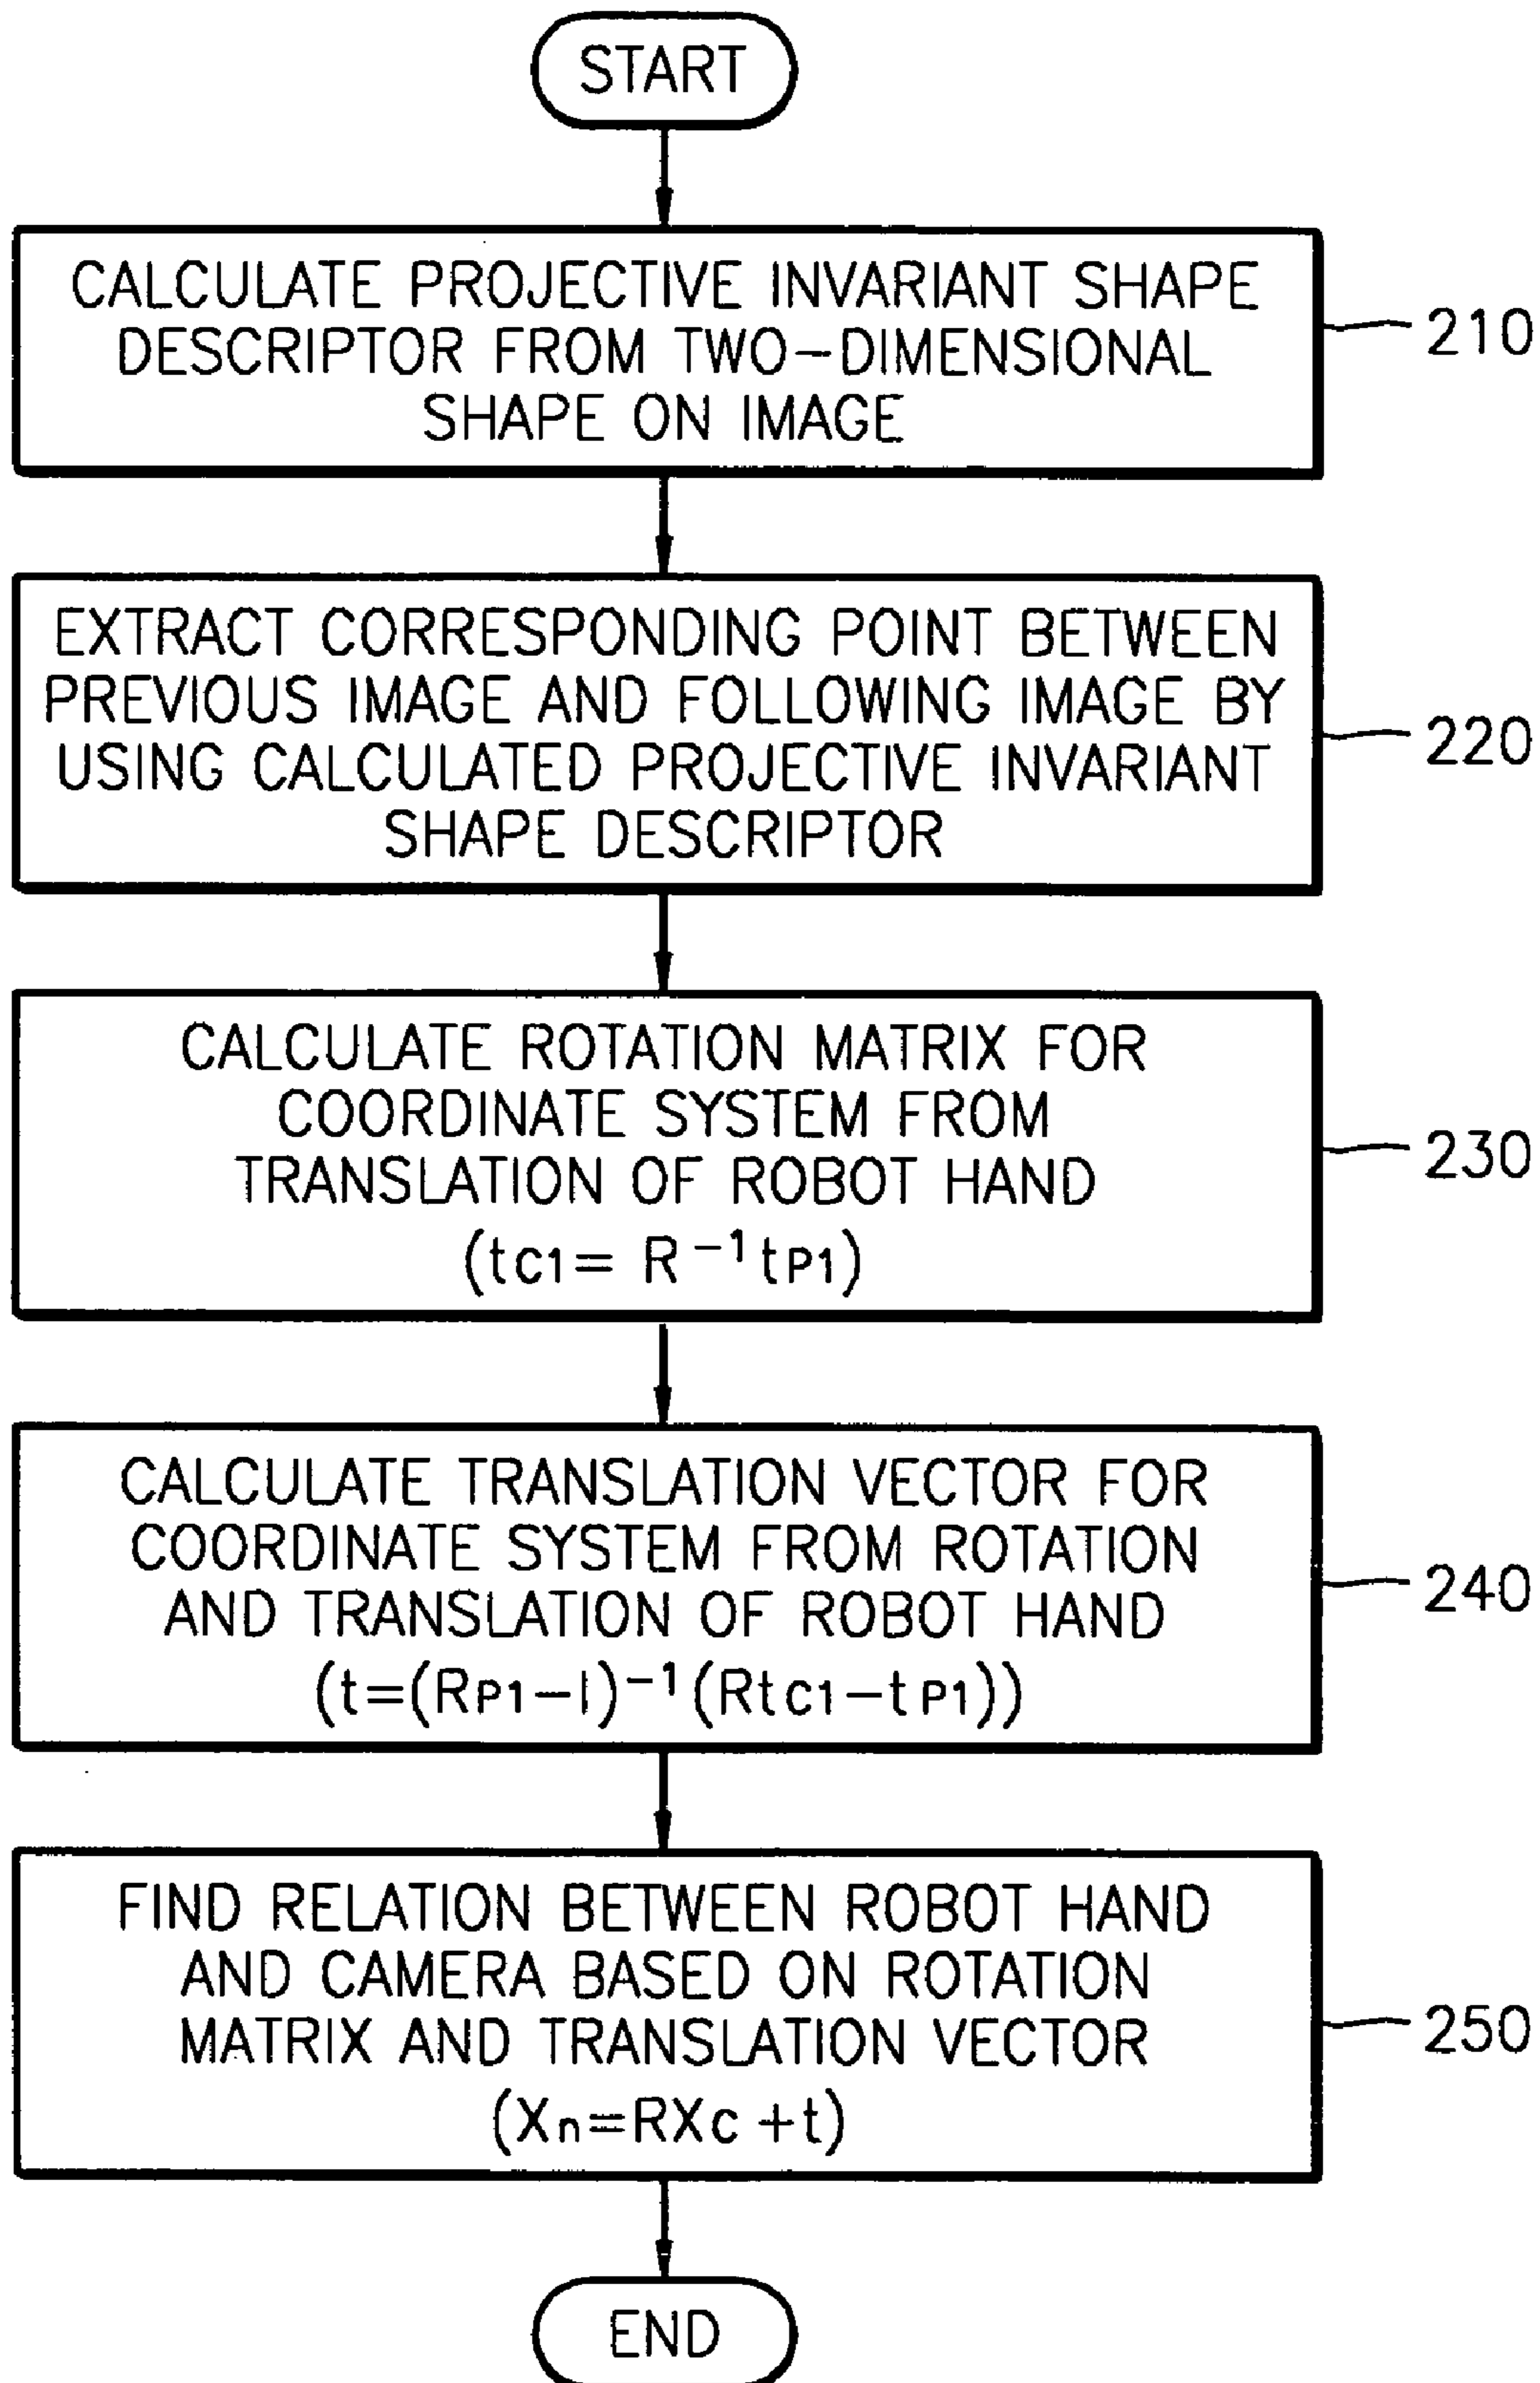 START
CALCULATE PROJECTIVE INVARIANT SHAPE
DESCRIPTOR FROM TWO-DIMENSIONAL
SHAPE ON IMAGE
210
EXTRACT CORRESPONDING POINT BETWEEN
PREVIOUS IMAGE AND FOLLOWING IMAGE BY
USING CALCULATED PROJECTIVE INVARIANT
SHAPE DESCRIPTOR
220
CALCULATE ROTATION MATRIX FOR
COORDINATE SYSTEM FROM
TRANSLATION OF ROBOT HAND
(tC1= R⁻¹tP1)
230
CALCULATE TRANSLATION VECTOR FOR
COORDINATE SYSTEM FROM ROTATION
AND TRANSLATION OF ROBOT HAND
(t=(RP1-I)⁻¹(RtC1-tP1))
240
FIND RELATION BETWEEN ROBOT HAND
AND CAMERA BASED ON ROTATION
MATRIX AND TRANSLATION VECTOR
(Xn=RXc+t)
250
END